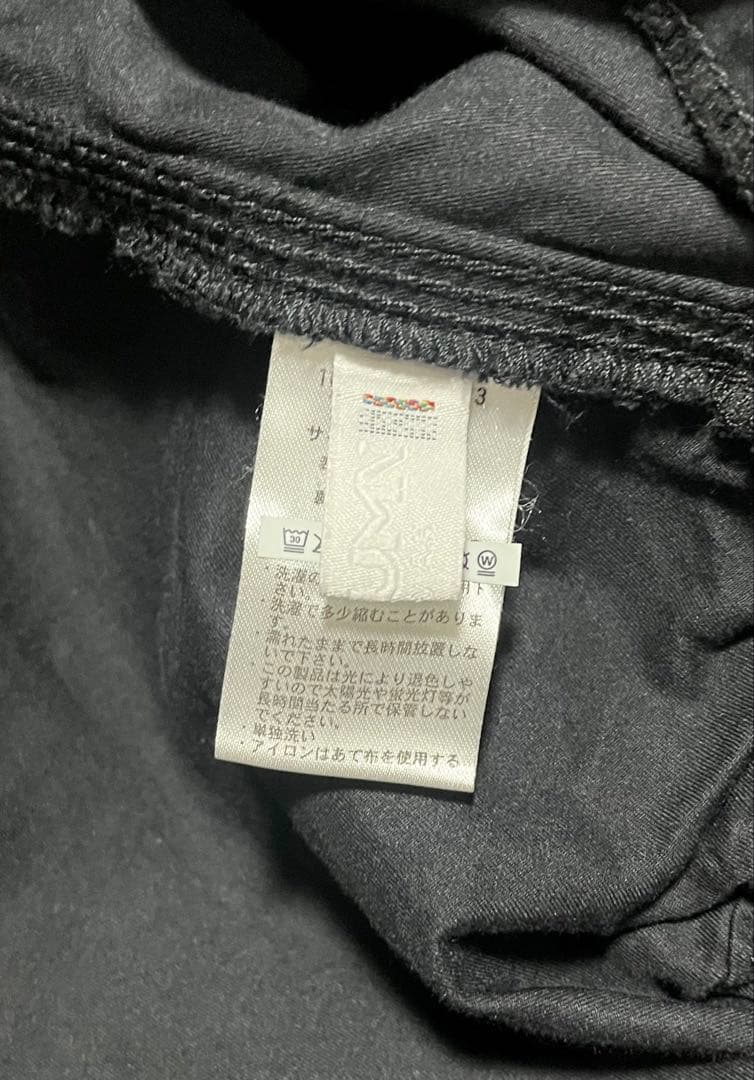 3
サ
30
W
・洗濯の
さい。
・洗濯で多少縮むことがありま
す。
・濡れたままで長時間放置しな
いで下さい。
・この製品は光により退色しや
すいので太陽光や蛍光灯等が
長時間当たる所で保管しない
でください。
・単独洗い
・アイロンはあて布を使用する